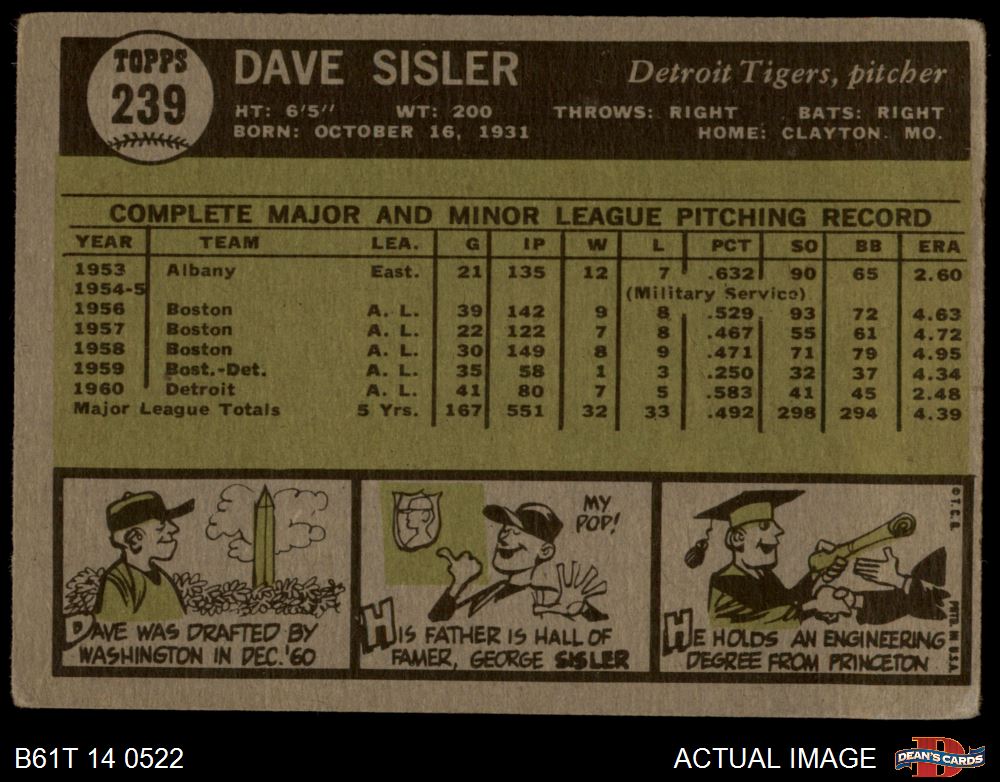 TOPPS
239
DAVE SISLER
Detroit Tigers, pitcher
HT: 6'5" WT: 200 THROWS: RIGHT BATS: RIGHT
BORN: OCTOBER 16, 1931 HOME: CLAYTON. MO.
COMPLETE MAJOR AND MINOR LEAGUE PITCHING RECORD
YEAR TEAM LEA. G IP W L PCT SO BB ERA
1953 Albany East. 21 135 12 7 .632 90 65 2.60
1954-5 (Military Service)
1956 Boston A. L. 39 142 9 8 .529 93 72 4.63
1957 Boston A. L. 22 122 7 8 .467 55 61 4.72
1958 Boston A. L. 30 149 8 9 .471 71 79 4.95
1959 Bost.-Det. A. L. 35 58 1 3 .250 32 37 4.34
1960 Detroit A. L. 41 80 7 5 .583 41 45 2.48
Major League Totals 5 Yrs. 167 551 32 33 .492 298 294 4.39
DAVE WAS DRAFTED BY
WASHINGTON IN DEC. '60
MY
POP!
HIS FATHER IS HALL OF
FAMER, GEORGE SISLER
HE HOLDS AN ENGINEERING
DEGREE FROM PRINCETON
© T. C. G. PRTD. IN U.S.A.
B61T 14 0522
ACTUAL IMAGE
D
DEAN'S CARDS